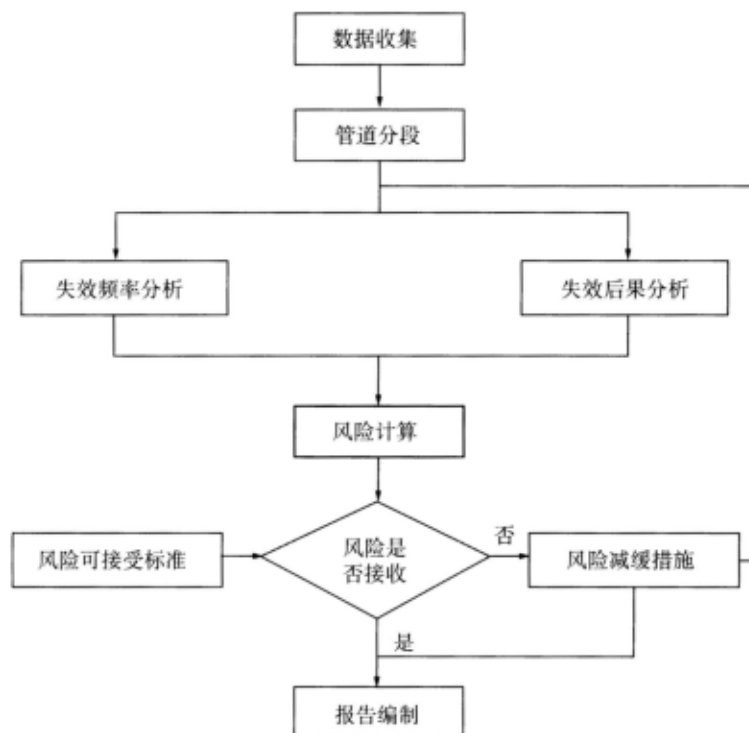 数据收集
管道分段
失效频率分析
失效后果分析
风险计算
风险可接受标准
风险是
否接收
否
风险减缓措施
是
报告编制